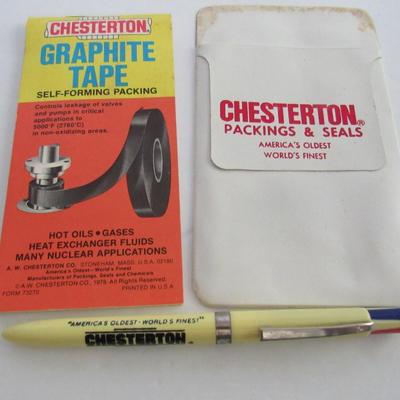 CHESTERTON
GRAPHITE
TAPE
SELF-FORMING PACKING
Controls leakage of valves
and pumps in critical
applications to
5000°F (2760°C)
in non-oxidizing areas.
HOT OILS • GASES
HEAT EXCHANGER FLUIDS
MANY NUCLEAR APPLICATIONS
A. W. CHESTERTON CO. STONEHAM, MASS. U.S.A. 02180
America's Oldest—World's Finest
Manufacturers of Packings, Seals and Chemicals
©A.W. CHESTERTON CO., 1978. All Rights Reserved.
FORM 73270 PRINTED IN U.S.A
CHESTERTON®
PACKINGS & SEALS
AMERICA'S OLDEST
WORLD'S FINEST
"AMERICA'S OLDEST - WORLD'S FINEST"
CHESTERTON®